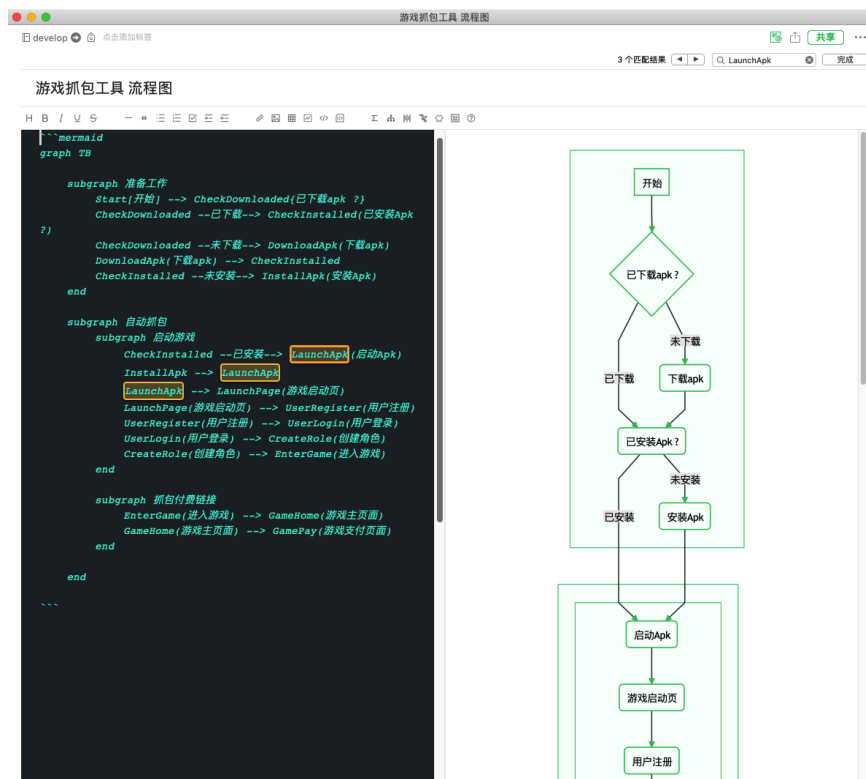 游戏抓包工具 流程图
develop 点击添加标签
共享
3 个匹配结果 LaunchApk 完成
游戏抓包工具 流程图
H B I U S
```mermaid
graph TB
subgraph 准备工作
Start[开始] --> CheckDownloaded{已下载apk ?}
CheckDownloaded --已下载--> CheckInstalled(已安装Apk
?)
CheckDownloaded --未下载--> DownloadApk(下载apk)
DownloadApk(下载apk) --> CheckInstalled
CheckInstalled --未安装--> InstallApk(安装Apk)
end
subgraph 自动抓包
subgraph 启动游戏
CheckInstalled --已安装--> LaunchApk(启动Apk)
InstallApk --> LaunchApk
LaunchApk --> LaunchPage(游戏启动页)
LaunchPage(游戏启动页) --> UserRegister(用户注册)
UserRegister(用户注册) --> UserLogin(用户登录)
UserLogin(用户登录) --> CreateRole(创建角色)
CreateRole(创建角色) --> EnterGame(进入游戏)
end
subgraph 抓包付费链接
EnterGame(进入游戏) --> GameHome(游戏主页面)
GameHome(游戏主页面) --> GamePay(游戏支付页面)
end
end
```
开始
已下载apk ?
未下载
已下载
下载apk
已安装Apk ?
未安装
已安装
安装Apk
启动Apk
游戏启动页
用户注册